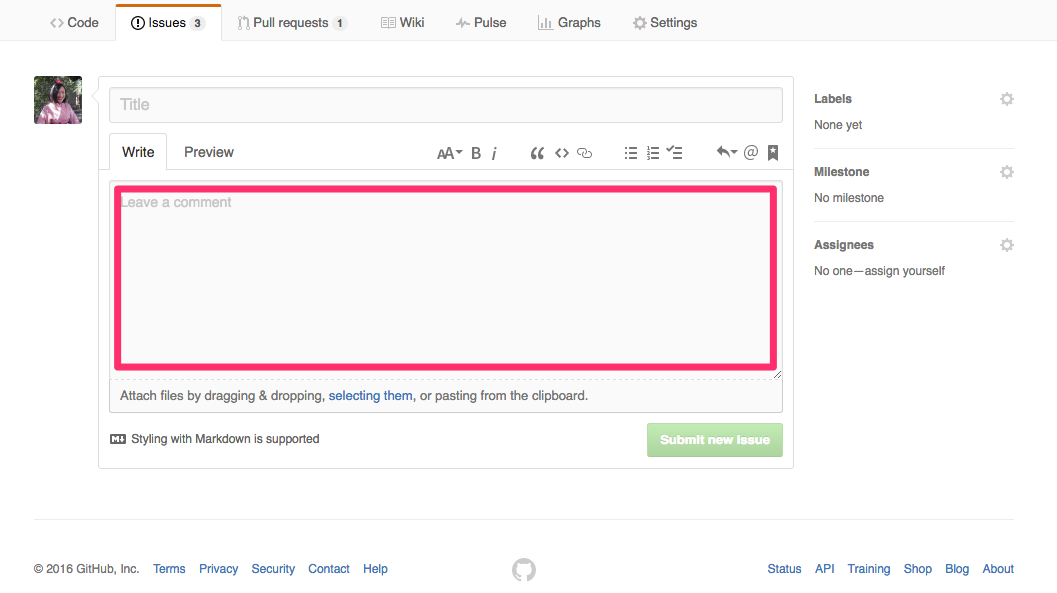 Code Issues 3 Pull requests 1 Wiki Pulse Graphs Settings
Title
Write Preview AA B i @
Leave a comment
Attach files by dragging & dropping, selecting them, or pasting from the clipboard.
Styling with Markdown is supported
Submit new issue
Labels
None yet
Milestone
No milestone
Assignees
No one—assign yourself
© 2016 GitHub, Inc. Terms Privacy Security Contact Help Status API Training Shop Blog About